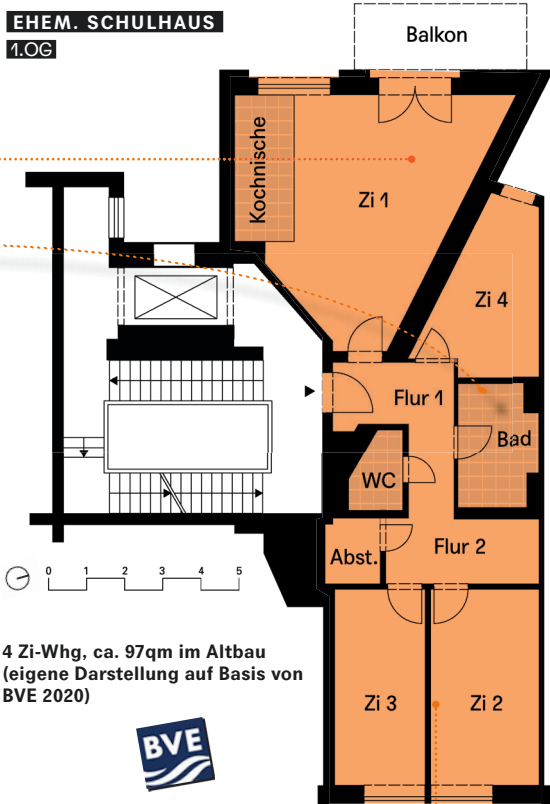 EHEM. SCHULHAUS
1.OG
Balkon
Kochnische
Zi 1
Zi 4
Flur 1
Bad
WC
Abst.
Flur 2
0 1 2 3 4 5
4 Zi-Whg, ca. 97qm im Altbau
(eigene Darstellung auf Basis von
BVE 2020)
Zi 3
Zi 2
BVE